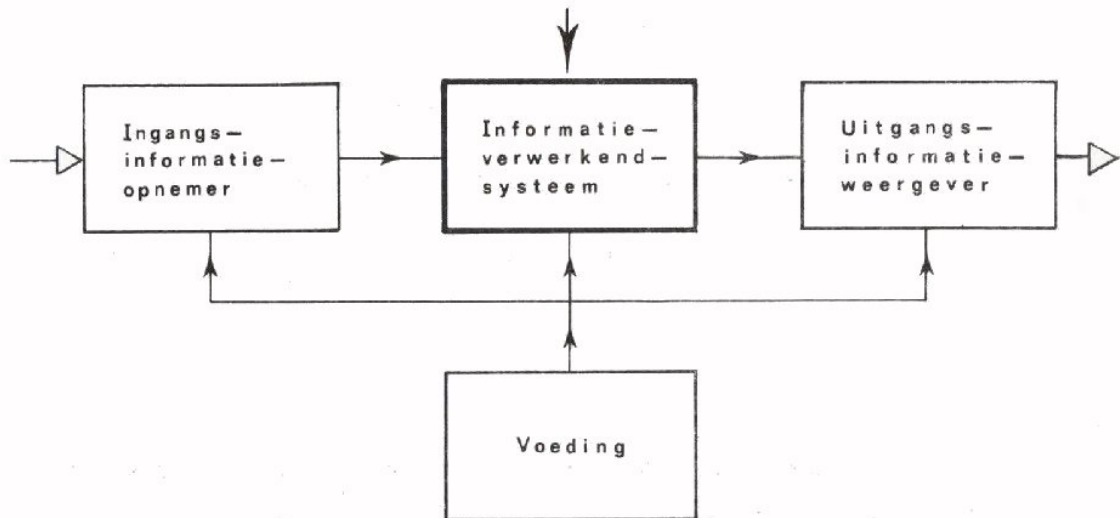 Ingangs-
informatie-
opnemer
Informatie-
verwerkend-
systeem
Uitgangs-
informatie-
weergever
Voeding